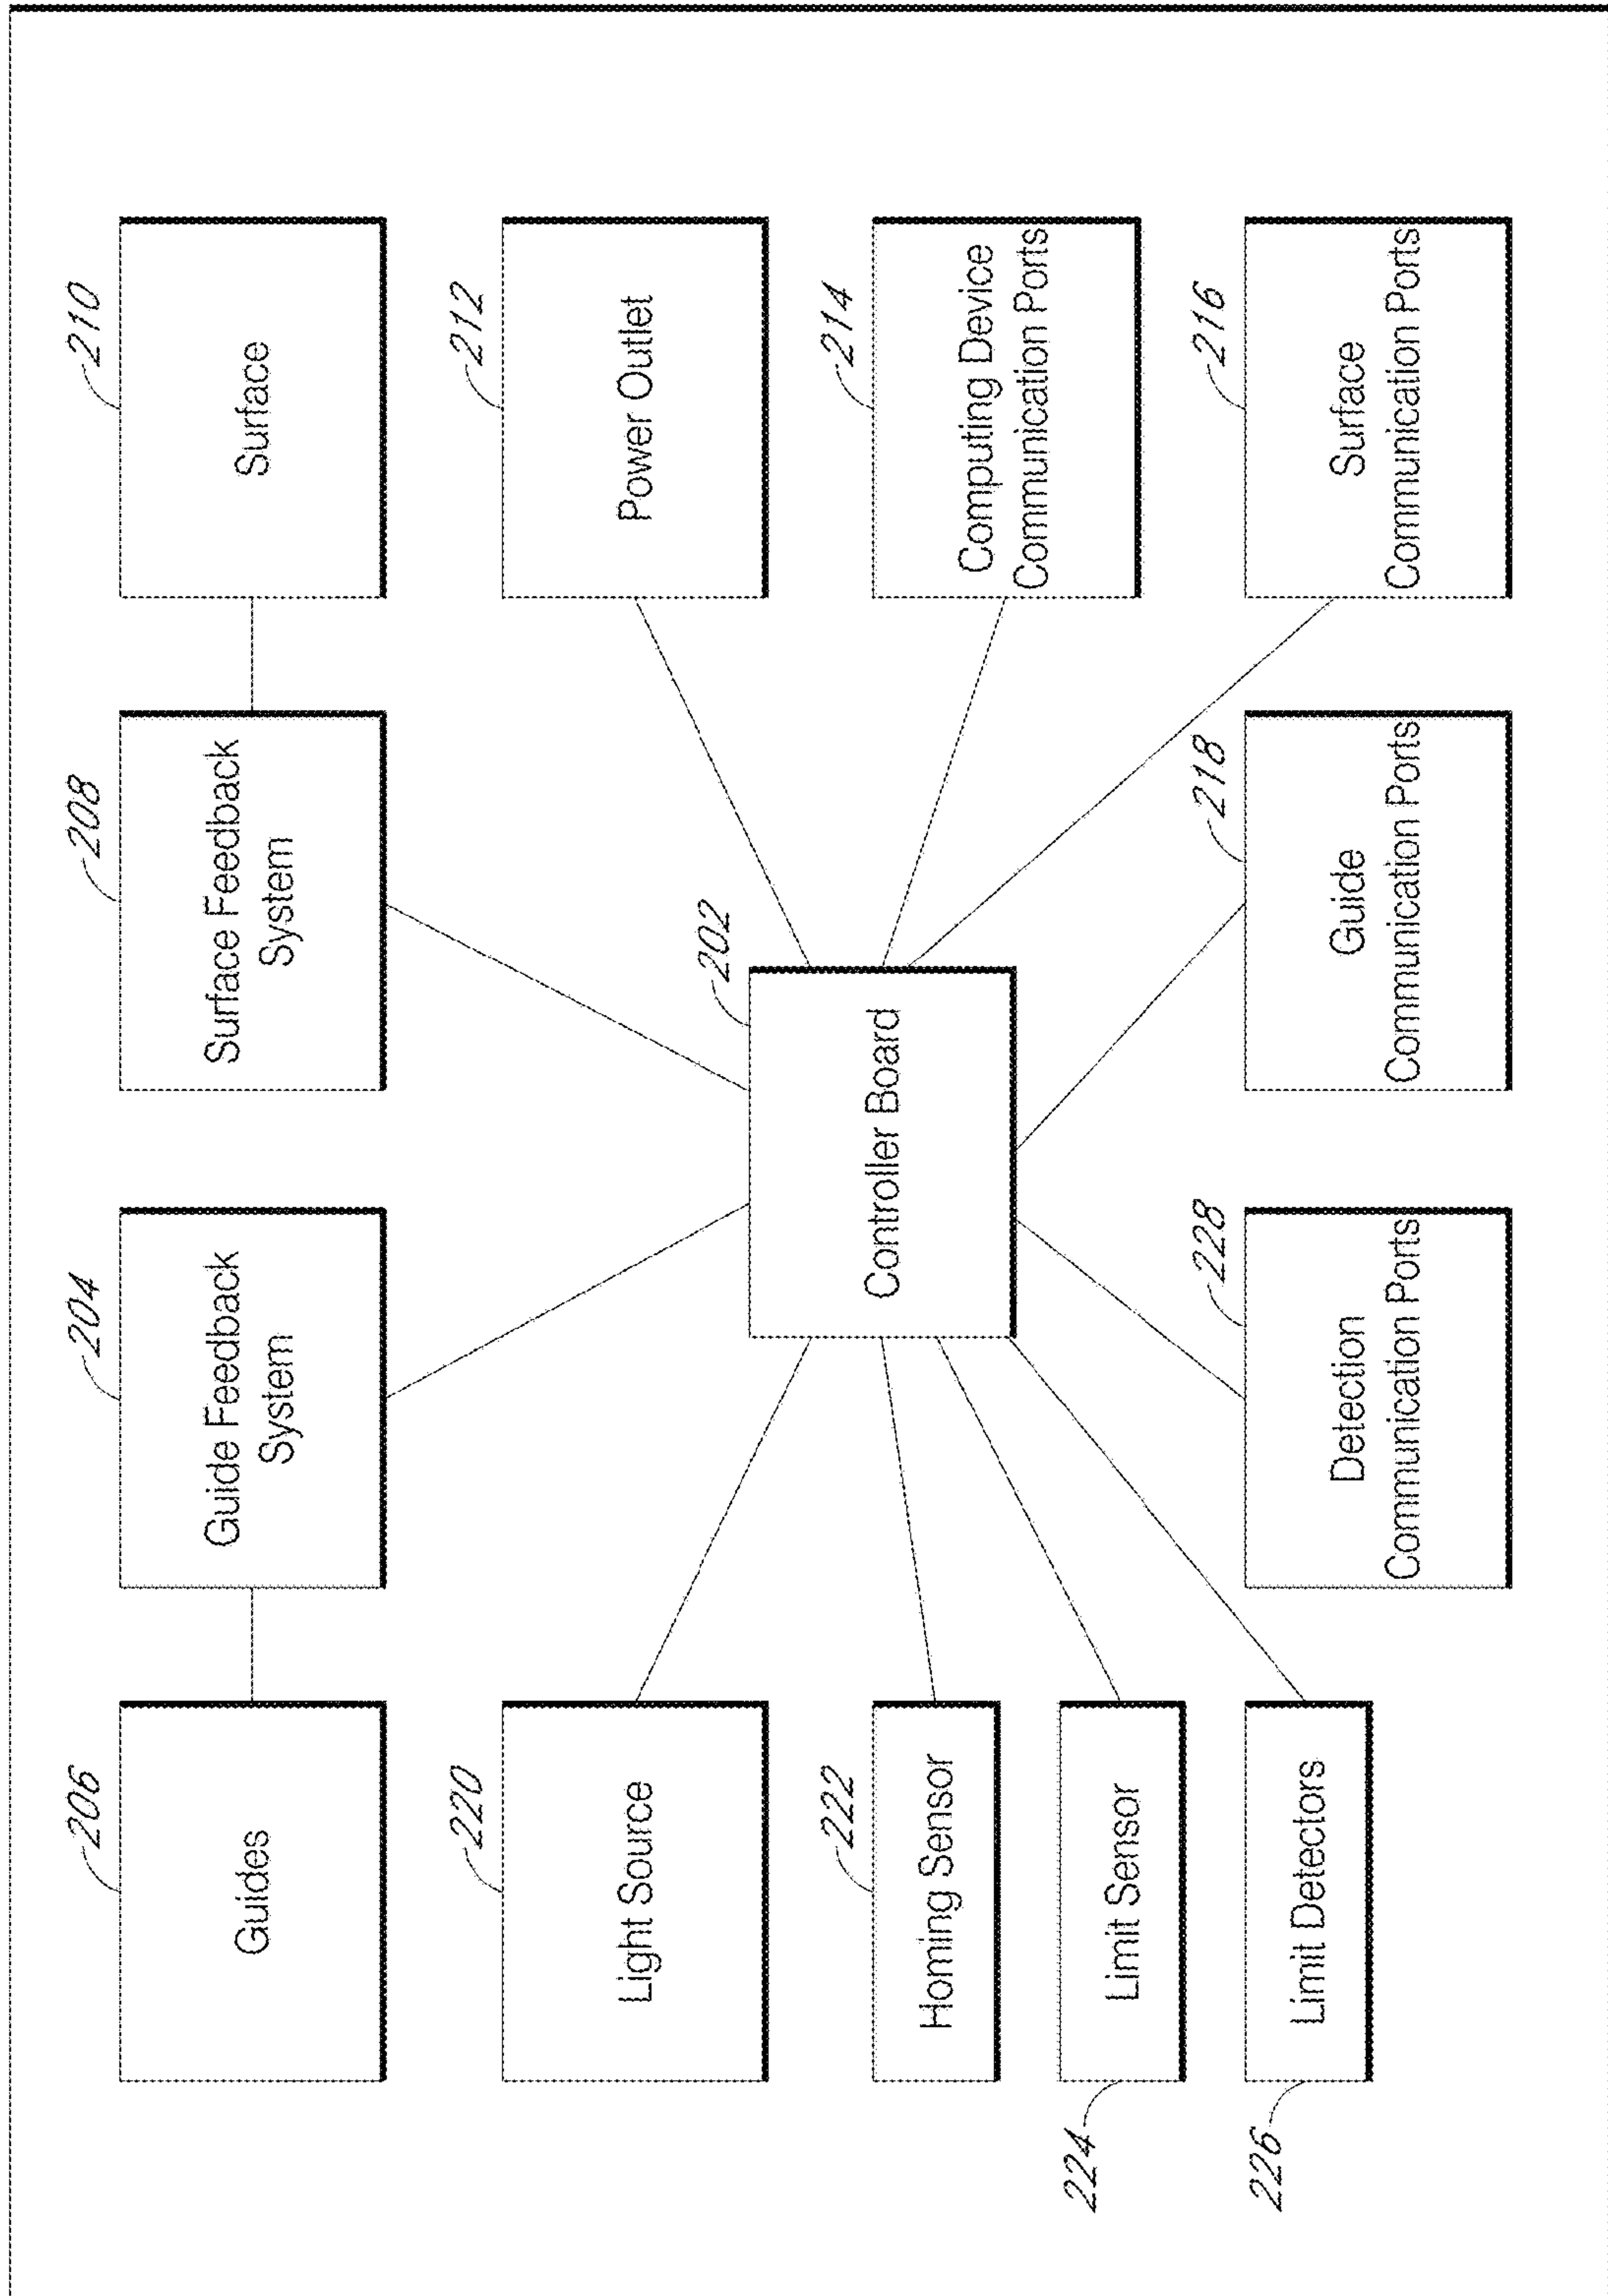 206
Guides
204
Guide Feedback
System
208
Surface Feedback
System
210
Surface
220
Light Source
212
Power Outlet
202
Controller Board
222
Homing Sensor
214
Computing Device
Communication Ports
224
Limit Sensor
226
Limit Detectors
228
Detection
Communication Ports
218
Guide
Communication Ports
216
Surface
Communication Ports